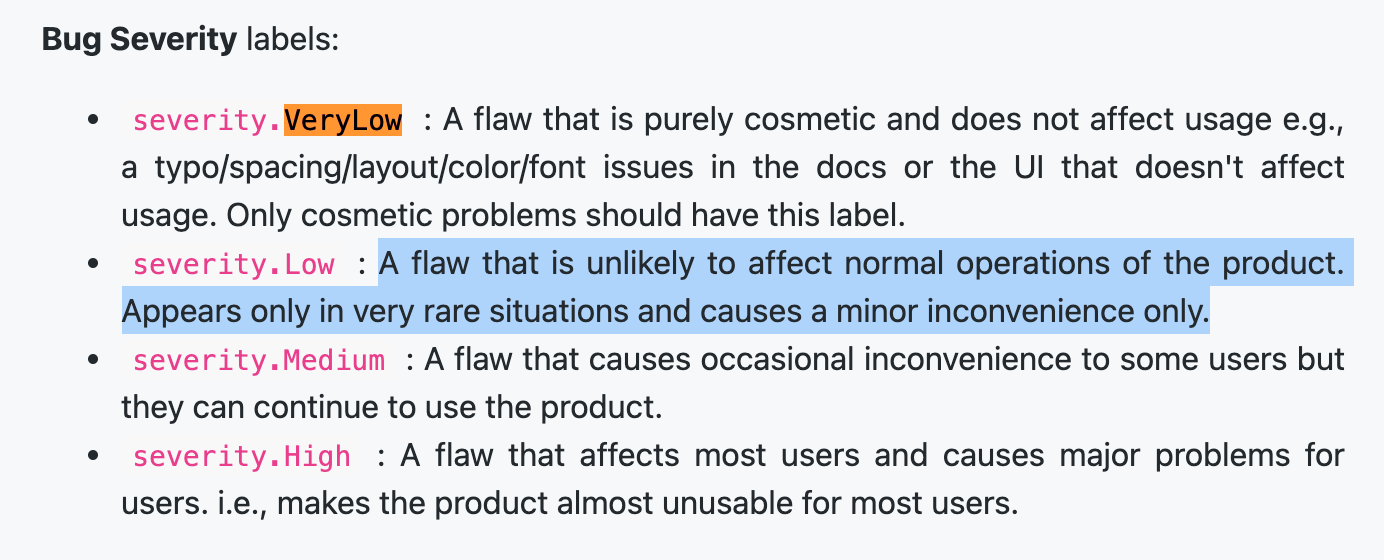 Bug Severity labels:
• severity.VeryLow : A flaw that is purely cosmetic and does not affect usage e.g.,
a typo/spacing/layout/color/font issues in the docs or the UI that doesn't affect
usage. Only cosmetic problems should have this label.
• severity.Low : A flaw that is unlikely to affect normal operations of the product.
Appears only in very rare situations and causes a minor inconvenience only.
• severity.Medium : A flaw that causes occasional inconvenience to some users but
they can continue to use the product.
• severity.High : A flaw that affects most users and causes major problems for
users. i.e., makes the product almost unusable for most users.